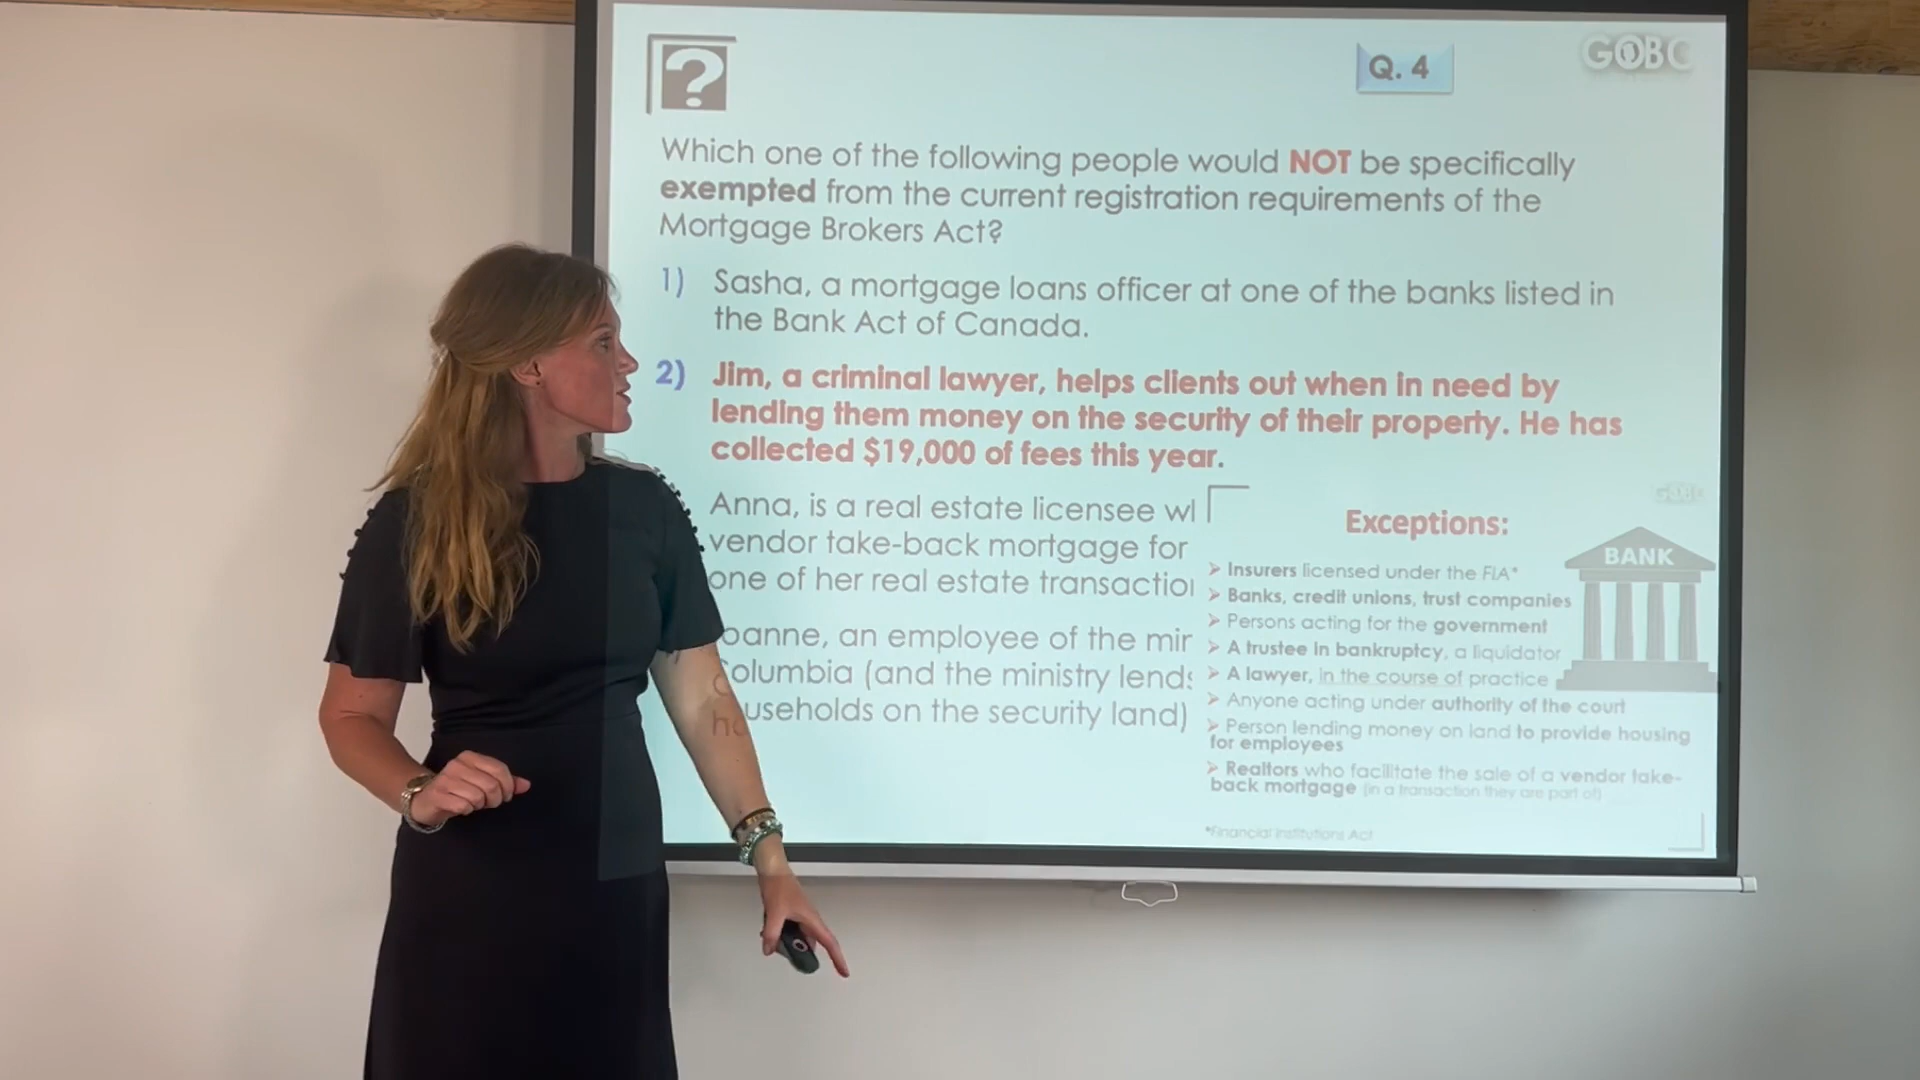 ?
Q. 4
GOBC
Which one of the following people would NOT be specifically
exempted from the current registration requirements of the
Mortgage Brokers Act?
1) Sasha, a mortgage loans officer at one of the banks listed in
the Bank Act of Canada.
2) Jim, a criminal lawyer, helps clients out when in need by
lending them money on the security of their property. He has
collected $19,000 of fees this year.
Anna, is a real estate licensee
vendor take-back mortgage for
one of her real estate
oanne, an employee of the
Columbia (and the ministry
households on the security land)
GOBC
Exceptions:
BANK
➢ Insurers licensed under the FIA*
➢ Banks, credit unions, trust companies
➢ Persons acting for the government
➢ A trustee in bankruptcy, a liquidator
➢ A lawyer, in the course of practice
➢ Anyone acting under authority of the court
➢ Person lending money on land to provide housing
for employees
➢ Realtors who facilitate the sale of a vendor take-
back mortgage (in a transaction they are part of)
*Financial Institutions Act